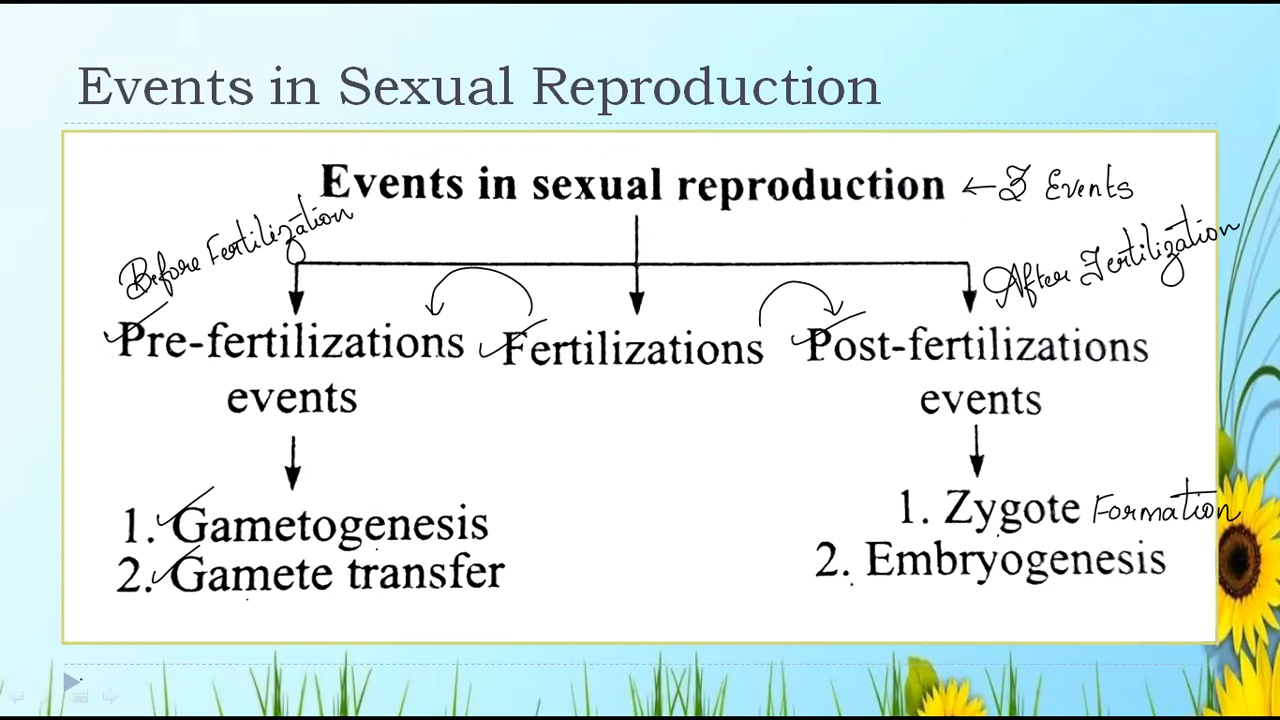 Events in Sexual Reproduction
Events in sexual reproduction ← 3 Events
Before Fertilization
After Fertilization
Pre-fertilizations events
Fertilizations
Post-fertilizations events
1. Gametogenesis
2. Gamete transfer
1. Zygote Formation
2. Embryogenesis